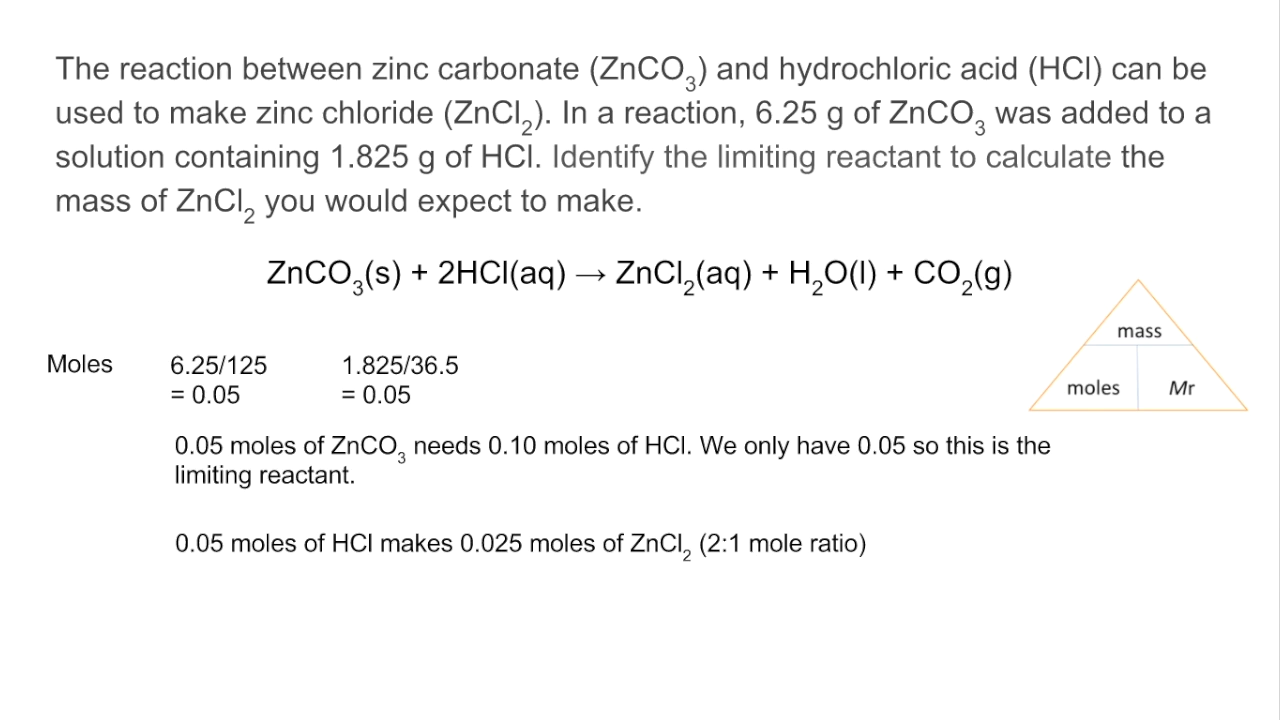 The reaction between zinc carbonate (ZnCO₃) and hydrochloric acid (HCl) can be
used to make zinc chloride (ZnCl₂). In a reaction, 6.25 g of ZnCO₃ was added to a
solution containing 1.825 g of HCl. Identify the limiting reactant to calculate the
mass of ZnCl₂ you would expect to make.
ZnCO₃(s) + 2HCl(aq) → ZnCl₂(aq) + H₂O(l) + CO₂(g)
mass
moles Mr
Moles 6.25/125 1.825/36.5
= 0.05 = 0.05
0.05 moles of ZnCO₃ needs 0.10 moles of HCl. We only have 0.05 so this is the
limiting reactant.
0.05 moles of HCl makes 0.025 moles of ZnCl₂ (2:1 mole ratio)